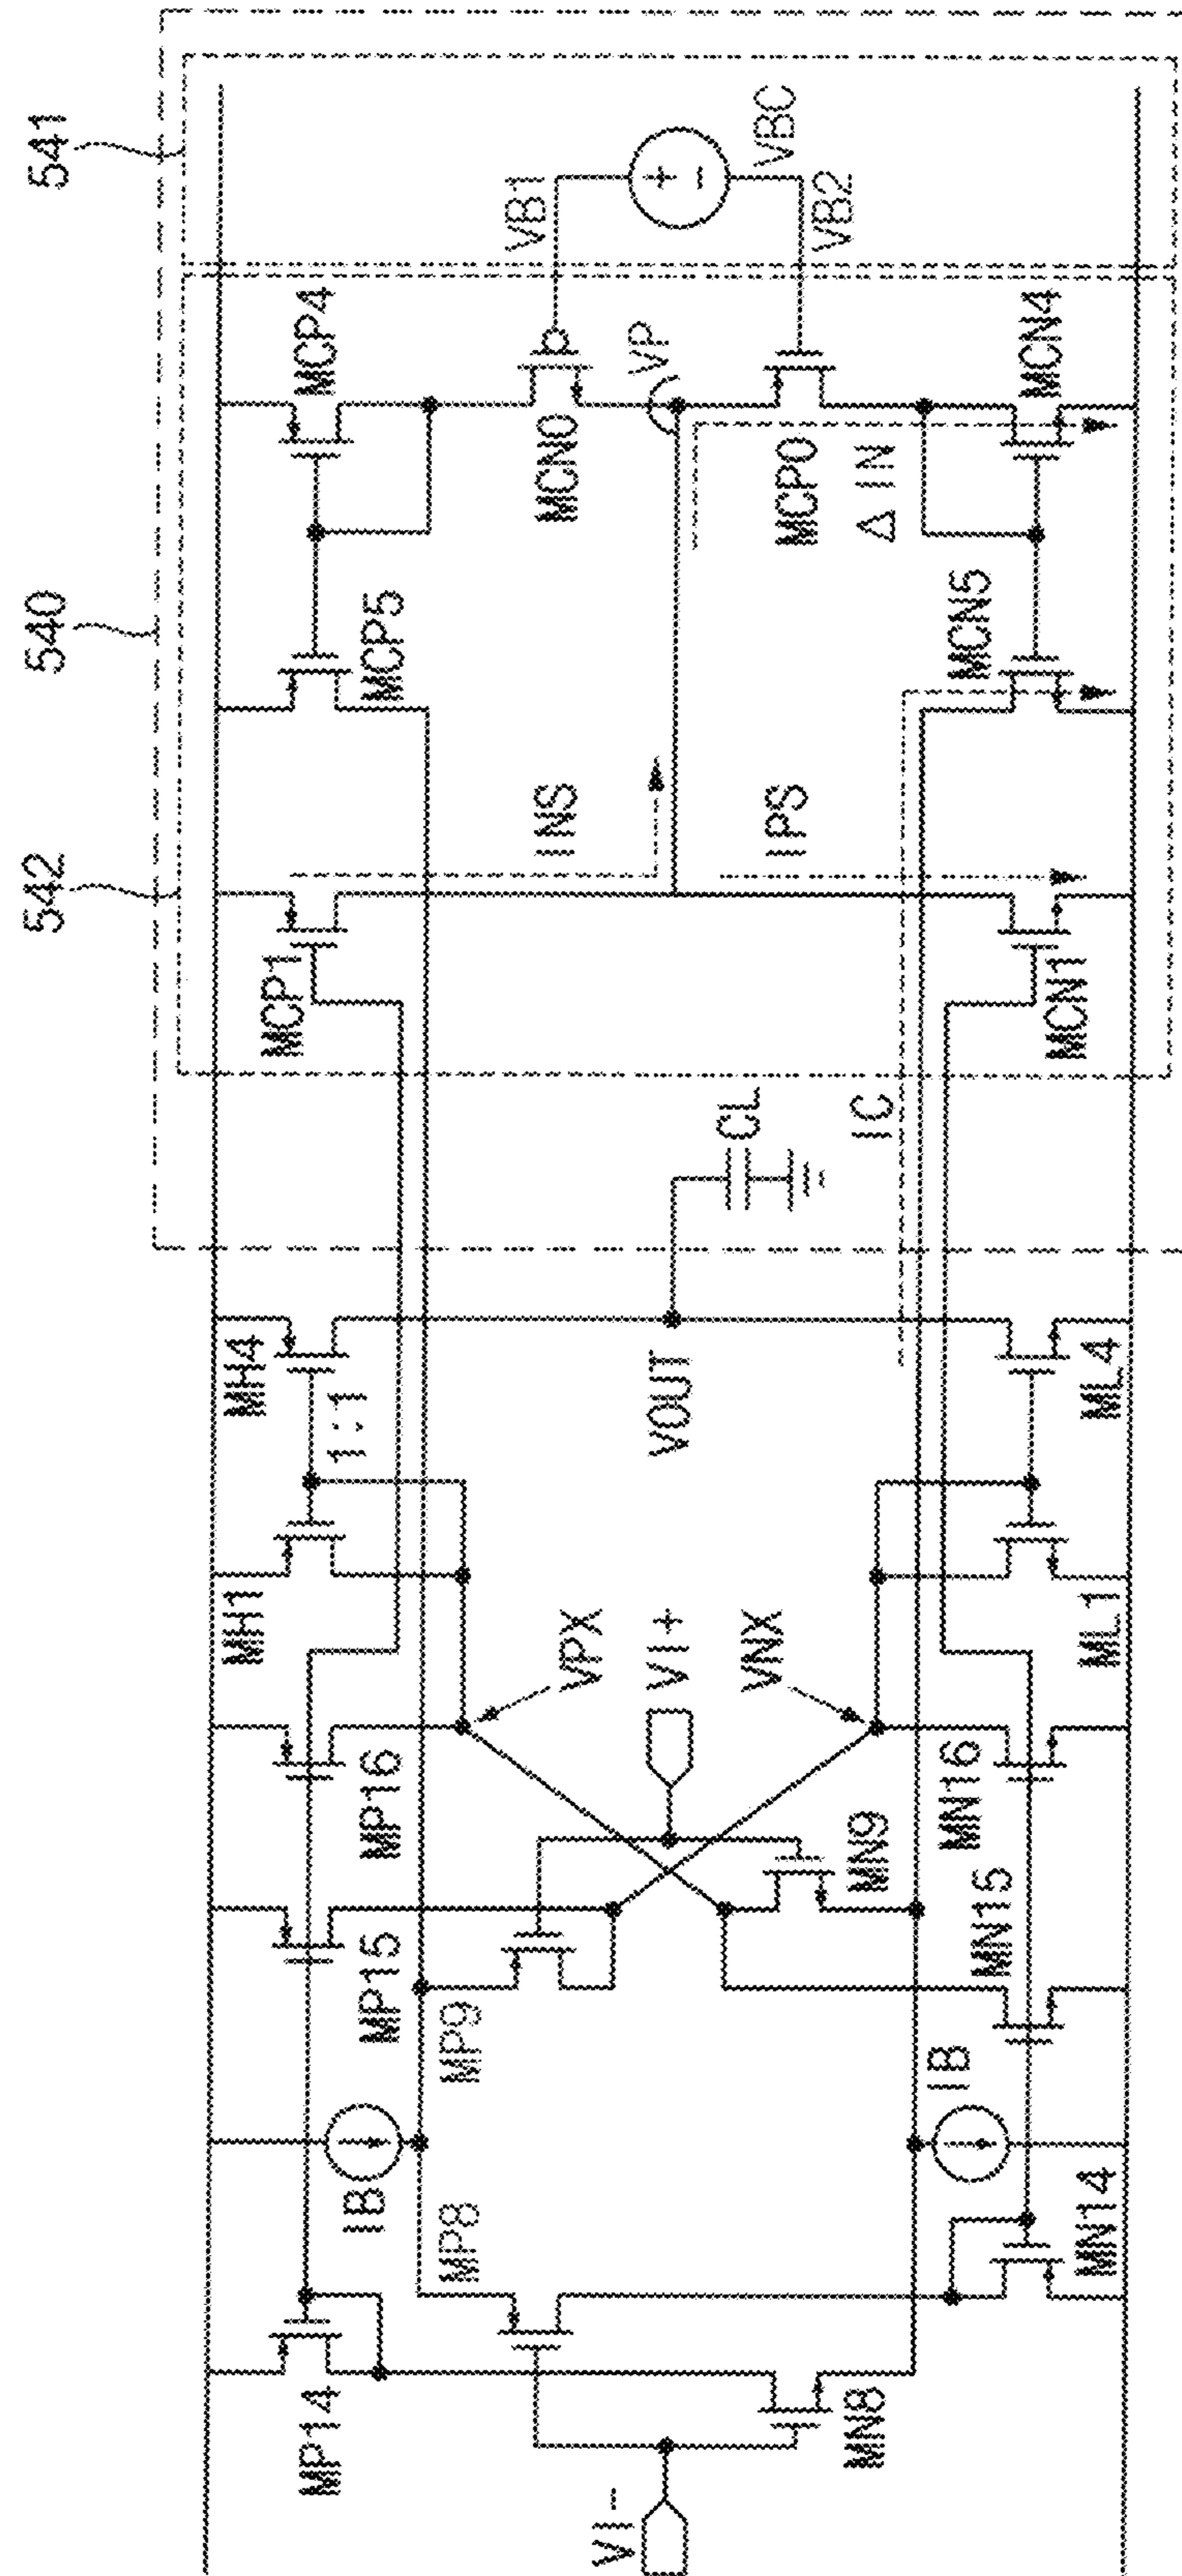 541
540
542
VB1
VBC
VB2
MCP4
MCN0
VP
MCP0
MCN4
Δ IN
MCP5
MCN5
INS
IPS
MCP1
MCN1
CL
IC
MH4
1:1
VOUT
ML4
MH1
VPX
VI+
VNX
ML1
MP16
MN16
MP15
MN9
MN15
MP9
IB
IB
MP8
MN14
MP14
MN8
VI-